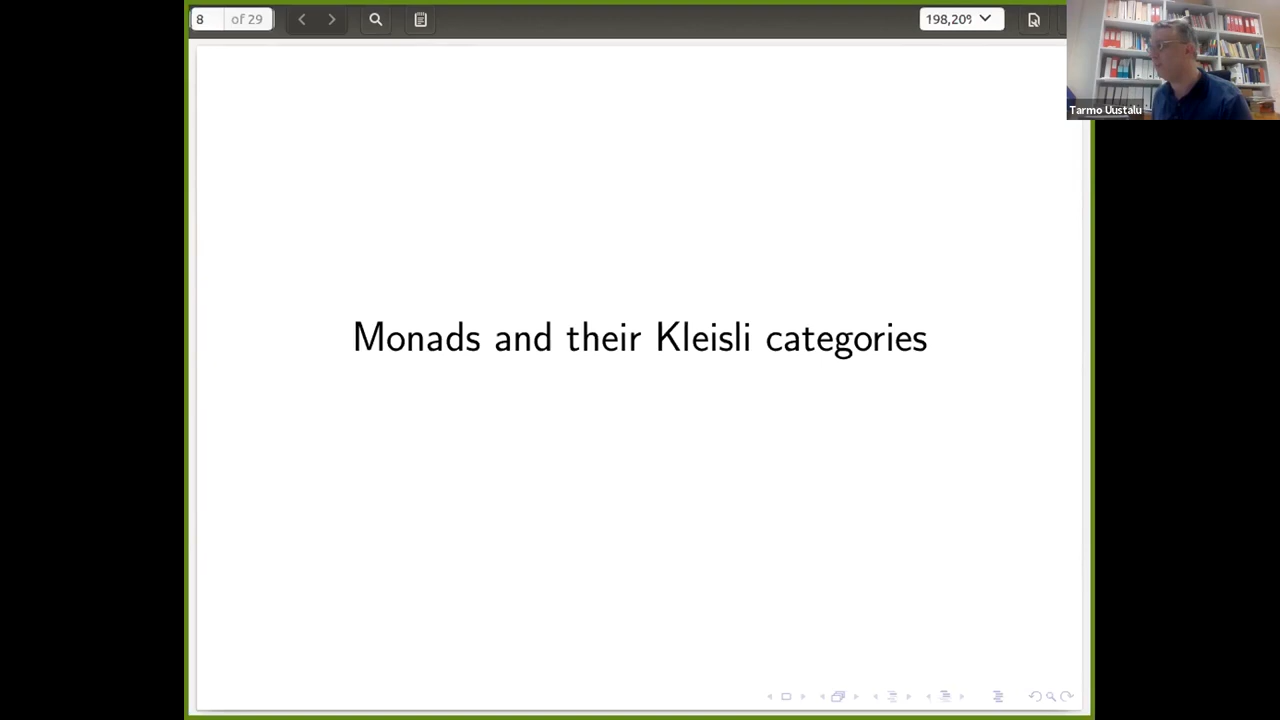 8 of 29
198,20%
Tarmo Uustalu
Monads and their Kleisli categories